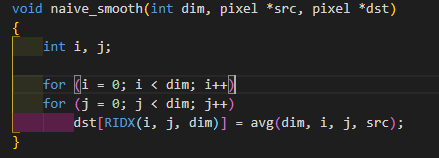 void naive_smooth(int dim, pixel *src, pixel *dst)
{
    int i, j;

    for (i = 0; i < dim; i++)
    for (j = 0; j < dim; j++)
        dst[RIDX(i, j, dim)] = avg(dim, i, j, src);
}